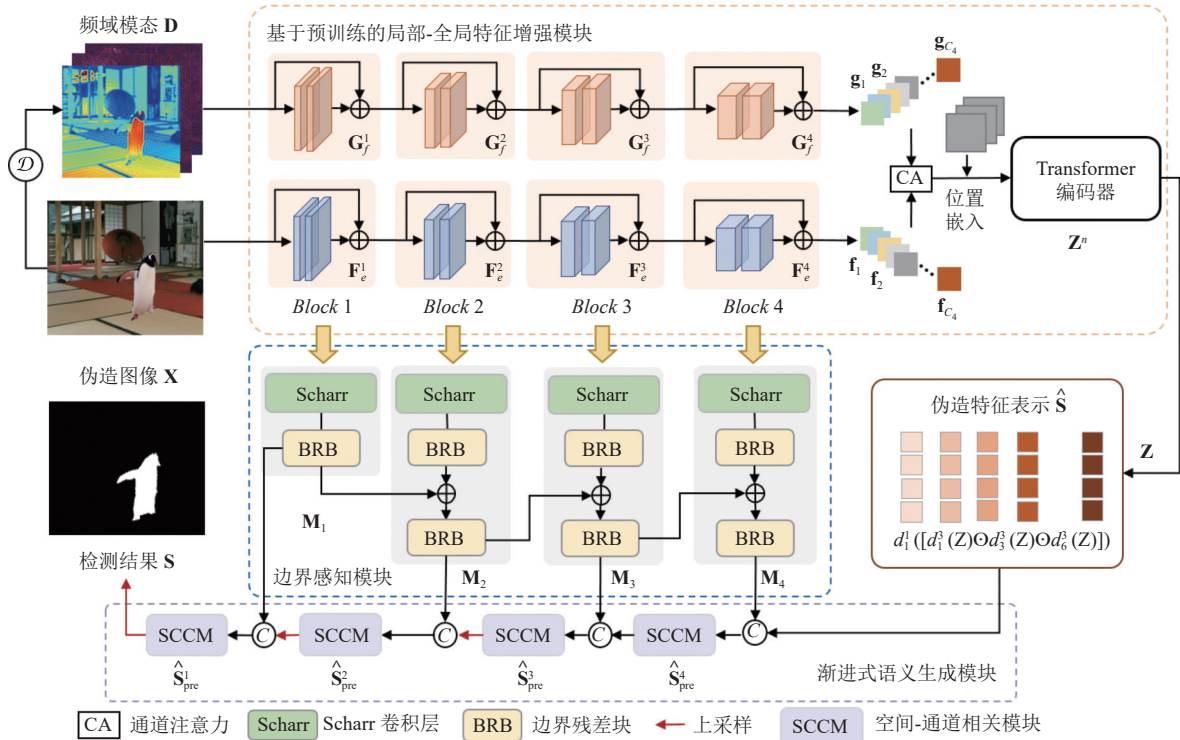 频域模态 D
基于预训练的局部-全局特征增强模块
𝒟
G_f^1
G_f^2
G_f^3
G_f^4
g_1
g_2
g_{C_4}
CA
位置
嵌入
Transformer
编码器
Z^n
F_e^1
F_e^2
F_e^3
F_e^4
f_1
f_2
f_{C_4}
Block 1
Block 2
Block 3
Block 4
伪造图像 X
Scharr
Scharr
Scharr
Scharr
BRB
BRB
BRB
BRB
BRB
BRB
BRB
M_1
M_2
M_3
M_4
边界感知模块
伪造特征表示 Ŝ
Z
d_1^1([d_1^3(Z)ʘd_3^3(Z)ʘd_6^3(Z)])
检测结果 S
SCCM
C
SCCM
C
SCCM
C
SCCM
C
Ŝ_pre^1
Ŝ_pre^2
Ŝ_pre^3
Ŝ_pre^4
渐进式语义生成模块
CA 通道注意力
Scharr Scharr 卷积层
BRB 边界残差块
上采样
SCCM 空间-通道相关模块